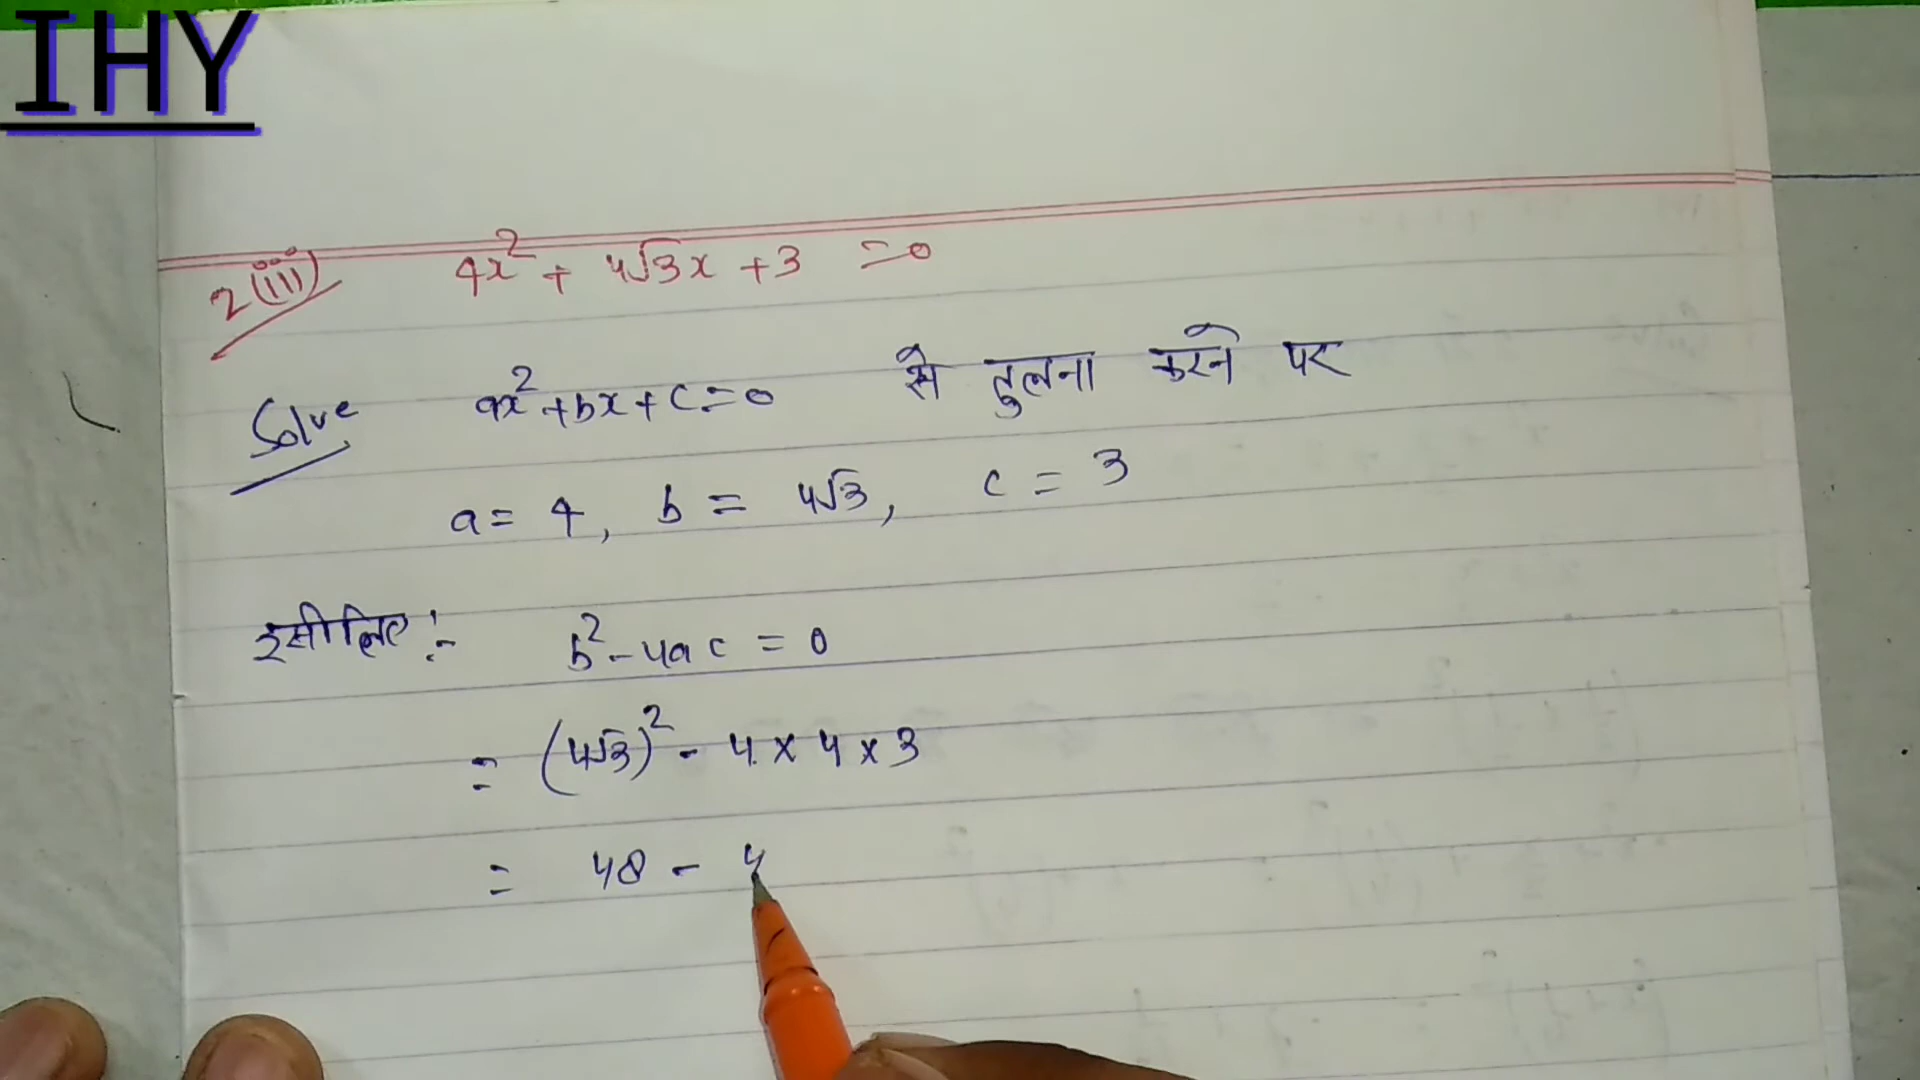 IHY
2(iii) 4x² + 4√3x + 3 = 0
Solve ax² + bx + c = 0 से तुलना करने पर
a = 4, b = 4√3, c = 3
इसीलिए :- b² - 4ac = 0
= (4√3)² - 4 × 4 × 3
= 48 - 4